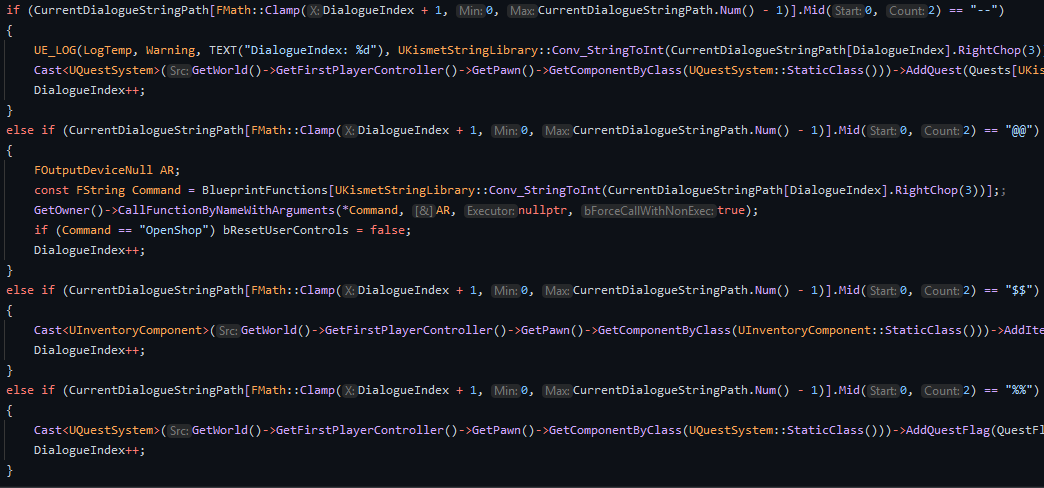 if (CurrentDialogueStringPath[FMath::Clamp(X:DialogueIndex + 1, Min:0, Max:CurrentDialogueStringPath.Num() - 1)].Mid(Start:0, Count:2) == "--")
{
UE_LOG(LogTemp, Warning, TEXT("DialogueIndex: %d"), UKismetStringLibrary::Conv_StringToInt(CurrentDialogueStringPath[DialogueIndex].RightChop(3)
Cast<UQuestSystem>(Src:GetWorld()->GetFirstPlayerController()->GetPawn()->GetComponentByClass(UQuestSystem::StaticClass()))->AddQuest(Quests[UKis
DialogueIndex++;
}
else if (CurrentDialogueStringPath[FMath::Clamp(X:DialogueIndex + 1, Min:0, Max:CurrentDialogueStringPath.Num() - 1)].Mid(Start:0, Count:2) == "@@")
{
FOutputDeviceNull AR;
const FString Command = BlueprintFunctions[UKismetStringLibrary::Conv_StringToInt(CurrentDialogueStringPath[DialogueIndex].RightChop(3))];;
GetOwner()->CallFunctionByNameWithArguments(*Command, [&]AR, Executor:nullptr, bForceCallWithNonExec:true);
if (Command == "OpenShop") bResetUserControls = false;
DialogueIndex++;
}
else if (CurrentDialogueStringPath[FMath::Clamp(X:DialogueIndex + 1, Min:0, Max:CurrentDialogueStringPath.Num() - 1)].Mid(Start:0, Count:2) == "$$")
{
Cast<UInventoryComponent>(Src:GetWorld()->GetFirstPlayerController()->GetPawn()->GetComponentByClass(UInventoryComponent::StaticClass()))->AddIte
DialogueIndex++;
}
else if (CurrentDialogueStringPath[FMath::Clamp(X:DialogueIndex + 1, Min:0, Max:CurrentDialogueStringPath.Num() - 1)].Mid(Start:0, Count:2) == "%%")
{
Cast<UQuestSystem>(Src:GetWorld()->GetFirstPlayerController()->GetPawn()->GetComponentByClass(UQuestSystem::StaticClass()))->AddQuestFlag(QuestFl
DialogueIndex++;
}